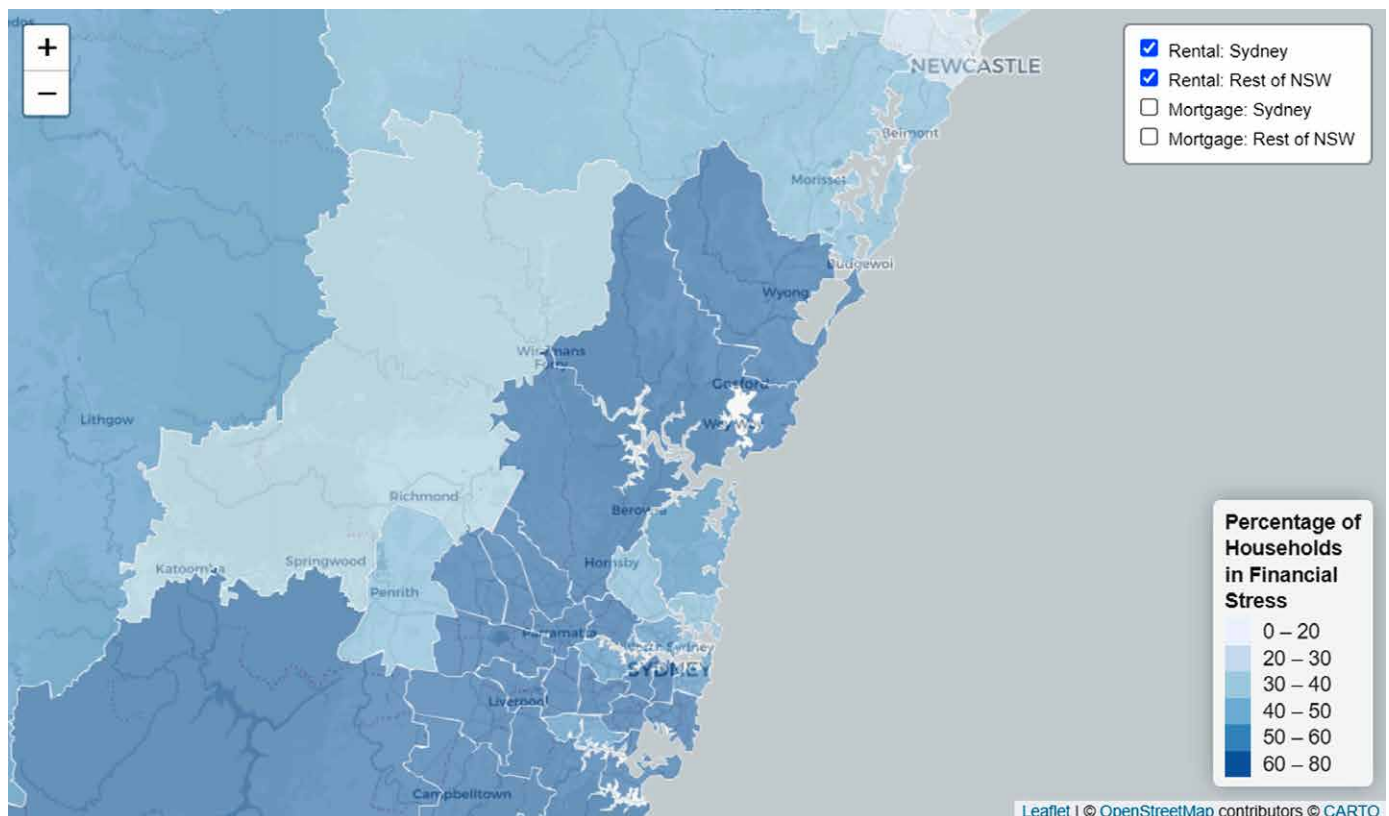 +
−
NEWCASTLE
Rental: Sydney
Rental: Rest of NSW
Mortgage: Sydney
Mortgage: Rest of NSW
Belmont
Morisset
Budgewoi
Wyong
Gosford
Lithgow
Richmond
Berowra
Katoomba
Springwood
Hornsby
Penrith
Parramatta
Sydney
SYDNEY
Liverpool
Campbelltown
Percentage of
Households
in Financial
Stress
0 – 20
20 – 30
30 – 40
40 – 50
50 – 60
60 – 80
Leaflet | © OpenStreetMap contributors © CARTO